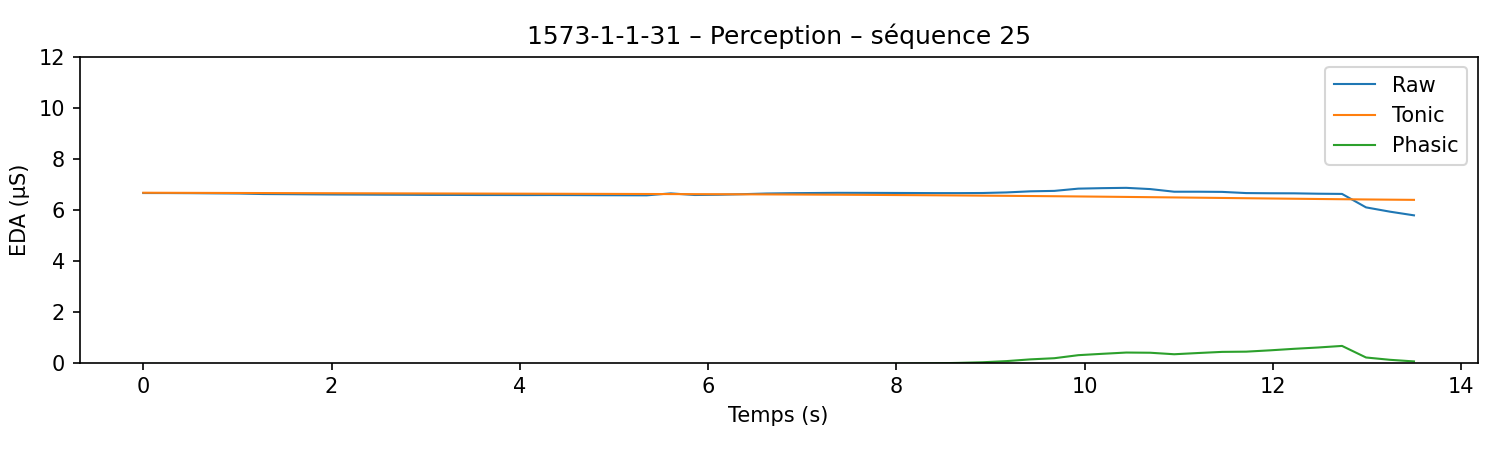 1573-1-1-31 – Perception – séquence 25
EDA (µS)
12
10
8
6
4
2
0
Raw
Tonic
Phasic
0 2 4 6 8 10 12 14
Temps (s)